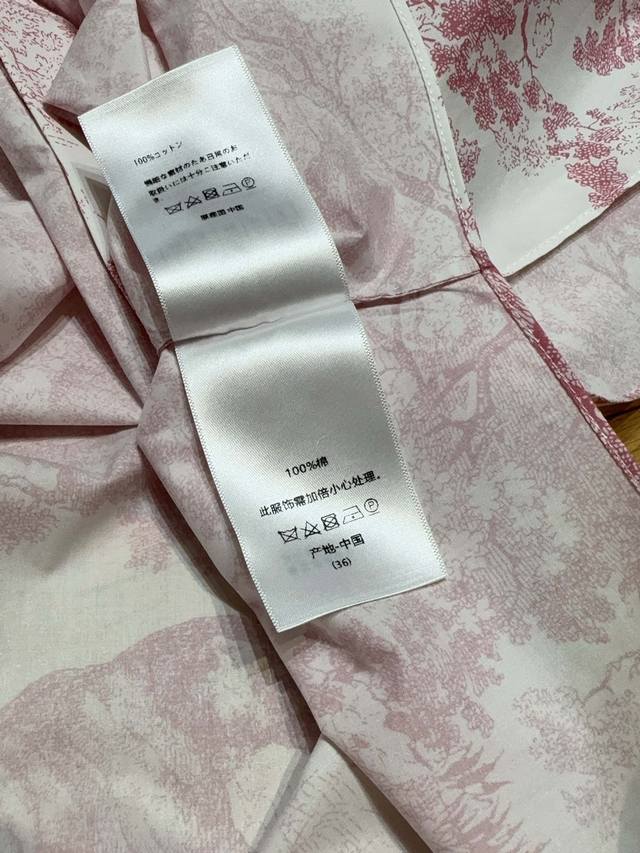 100%コットン
繊細な素材のため日常のお
取扱いには十分ご注意いただ
き
原産国 中国
100%棉
此服饰需加倍小心处理。
产地-中国
(36)